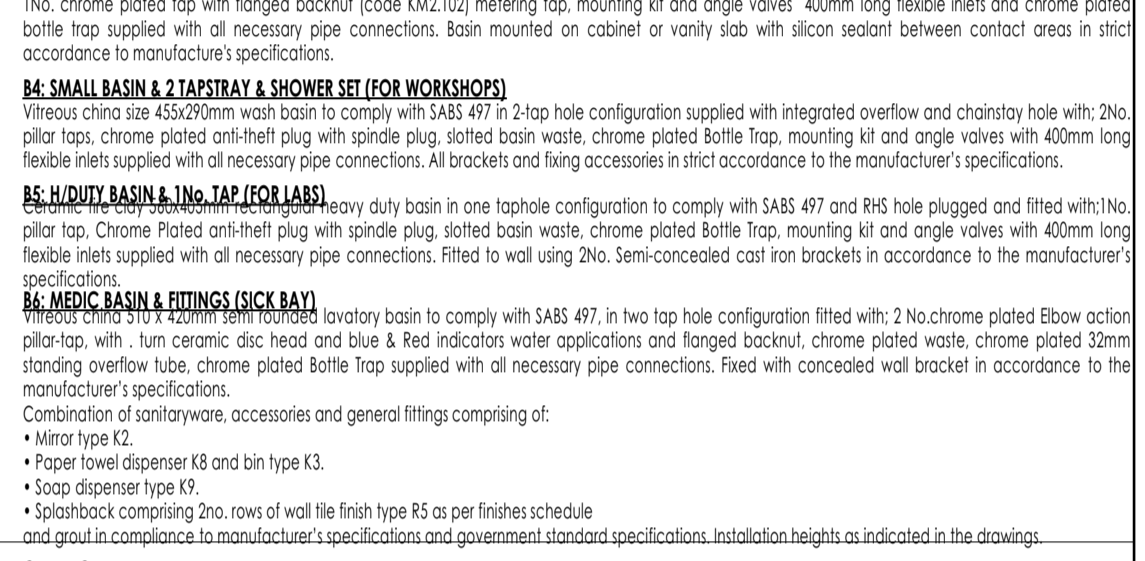 1No. chrome plated tap with flanged backnut (code KM2.102) metering tap, mounting kit and angle valves 400mm long flexible inlets and chrome plated
bottle trap supplied with all necessary pipe connections. Basin mounted on cabinet or vanity slab with silicon sealant between contact areas in strict
accordance to manufacture's specifications.
B4: SMALL BASIN & 2 TAPSTRAY & SHOWER SET (FOR WORKSHOPS)
Vitreous china size 455x290mm wash basin to comply with SABS 497 in 2-tap hole configuration supplied with integrated overflow and chainstay hole with; 2No.
pillar taps, chrome plated anti-theft plug with spindle plug, slotted basin waste, chrome plated Bottle Trap, mounting kit and angle valves with 400mm long
flexible inlets supplied with all necessary pipe connections. All brackets and fixing accessories in strict accordance to the manufacturer's specifications.
B5: H/DUTY BASIN & 1No. TAP (FOR LABS)
Ceramic fire clay 560x405mm rectangular heavy duty basin in one taphole configuration to comply with SABS 497 and RHS hole plugged and fitted with;1No.
pillar tap, Chrome Plated anti-theft plug with spindle plug, slotted basin waste, chrome plated Bottle Trap, mounting kit and angle valves with 400mm long
flexible inlets supplied with all necessary pipe connections. Fitted to wall using 2No. Semi-concealed cast iron brackets in accordance to the manufacturer's
specifications.
B6: MEDIC BASIN & FITTINGS (SICK BAY)
Vitreous china 510 x 420mm semi rounded lavatory basin to comply with SABS 497, in two tap hole configuration fitted with; 2 No.chrome plated Elbow action
pillar-tap, with . turn ceramic disc head and blue & Red indicators water applications and flanged backnut, chrome plated waste, chrome plated 32mm
standing overflow tube, chrome plated Bottle Trap supplied with all necessary pipe connections. Fixed with concealed wall bracket in accordance to the
manufacturer's specifications.
Combination of sanitaryware, accessories and general fittings comprising of:
• Mirror type K2.
• Paper towel dispenser K8 and bin type K3.
• Soap dispenser type K9.
• Splashback comprising 2no. rows of wall tile finish type R5 as per finishes schedule
and grout in compliance to manufacturer's specifications and government standard specifications. Installation heights as indicated in the drawings.